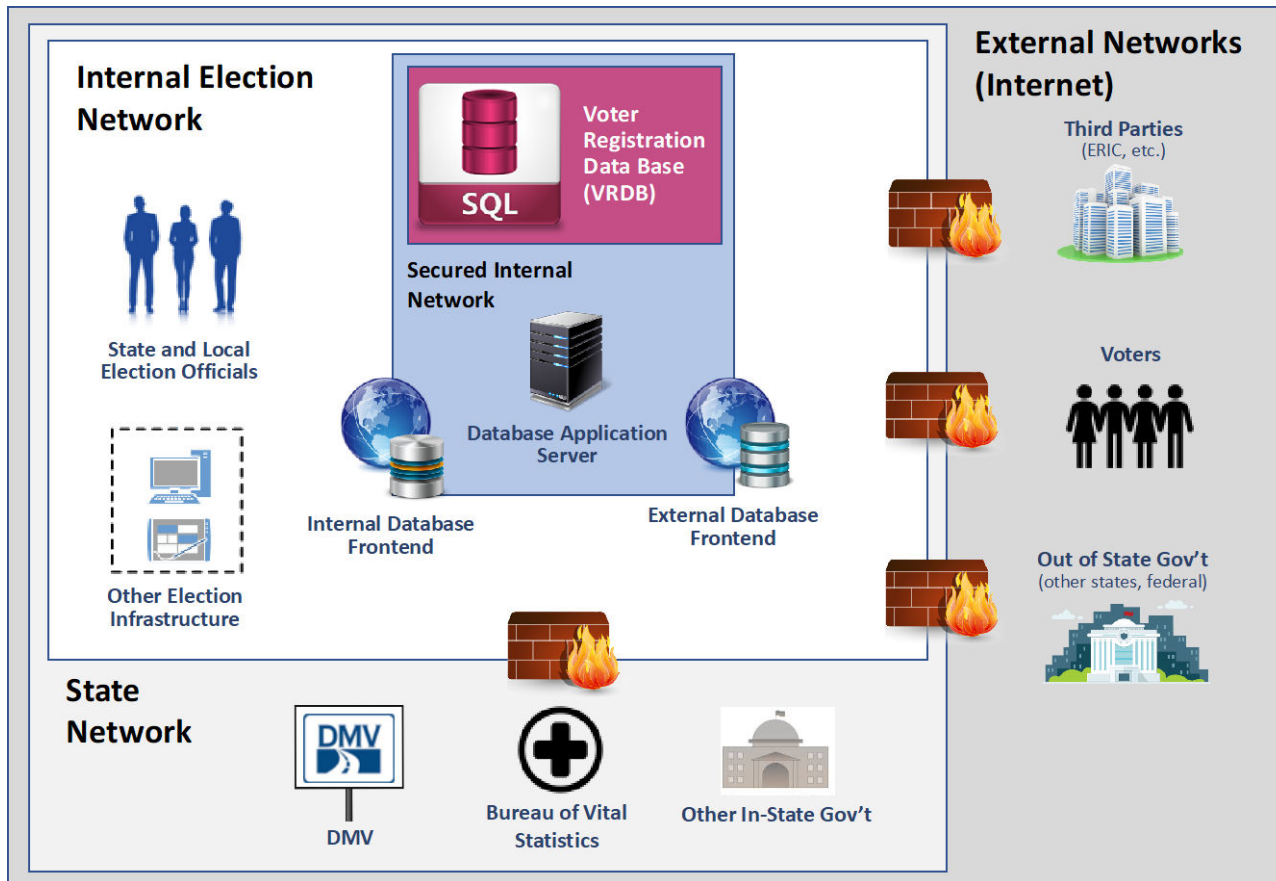 Internal Election
Network
Voter
Registration
Data Base
(VRDB)
SQL
Secured Internal
Network
State and Local
Election Officials
Database Application
Server
Internal Database
Frontend
External Database
Frontend
Other Election
Infrastructure
External Networks
(Internet)
Third Parties
(ERIC, etc.)
Voters
Out of State Gov’t
(other states, federal)
State
Network
DMV
DMV
Bureau of Vital
Statistics
Other In-State Gov’t